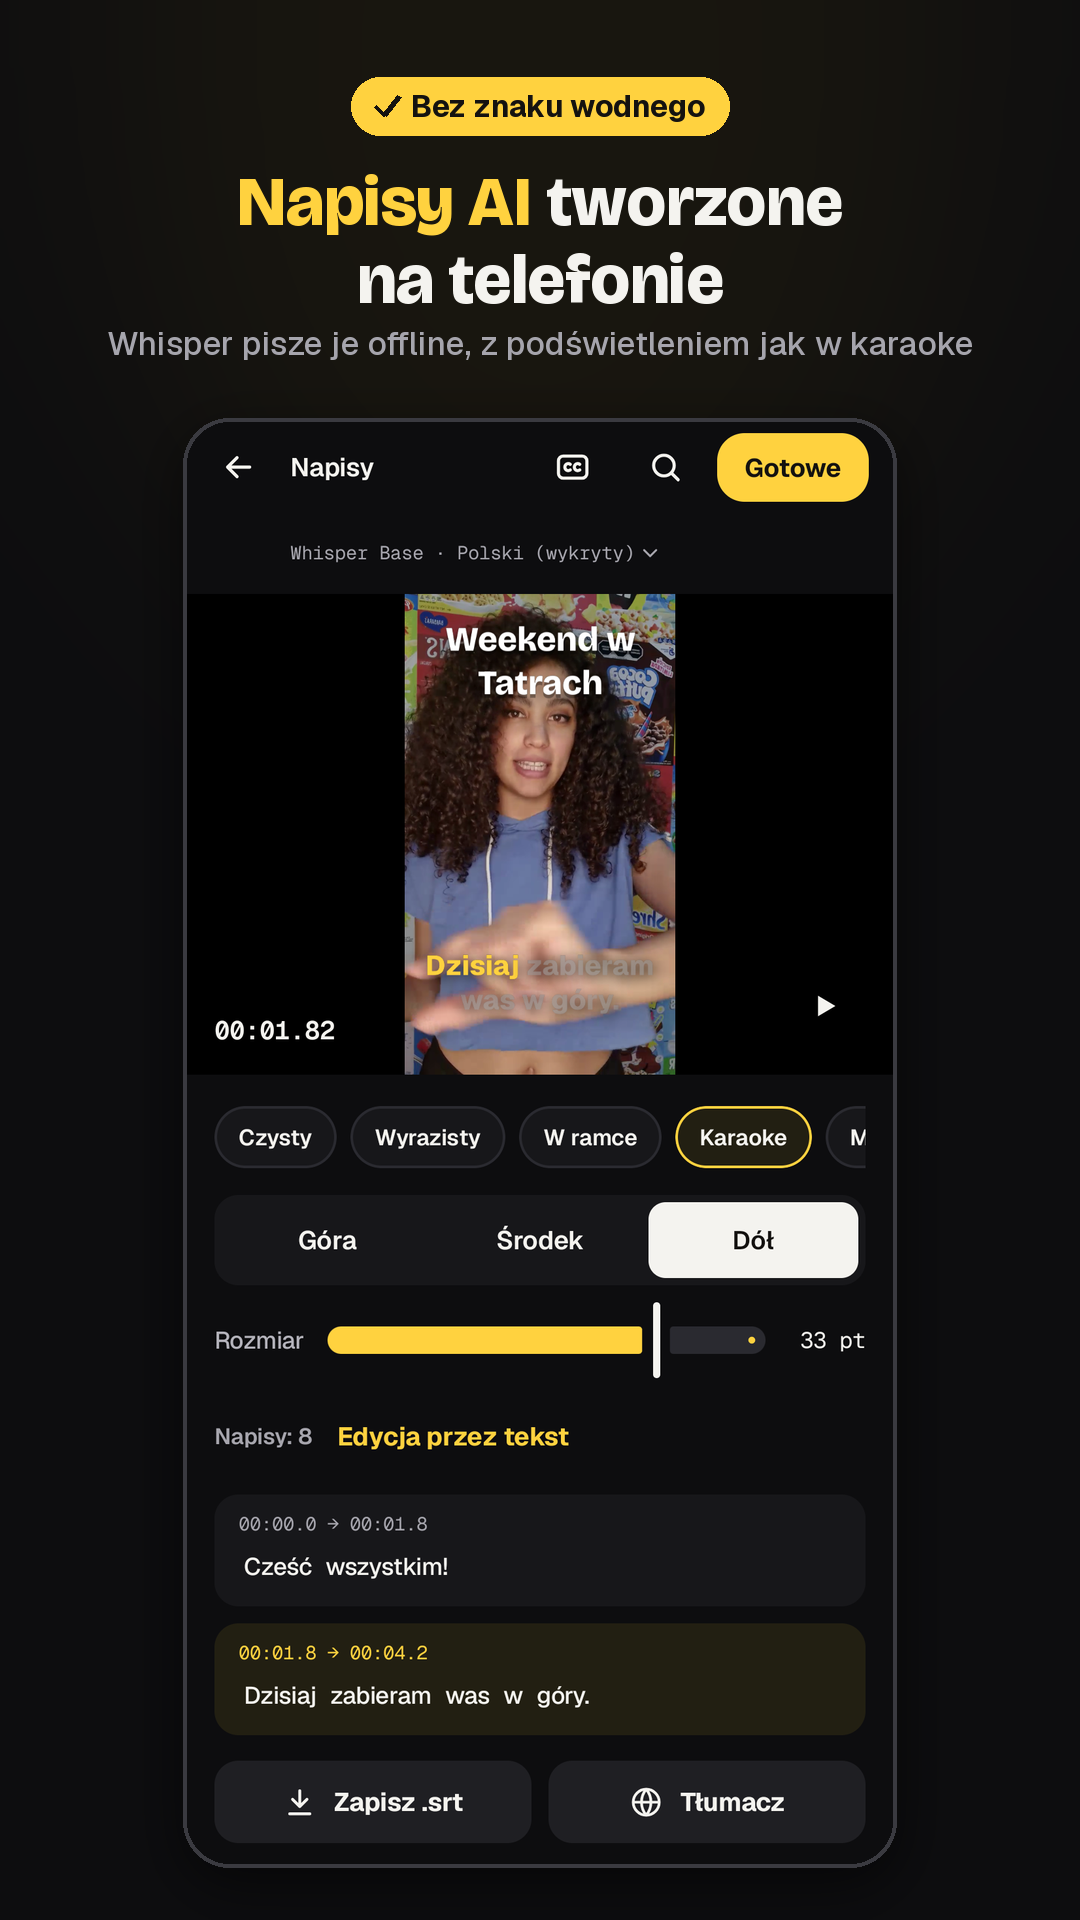 Bez znaku wodnego
Napisy AI tworzone
na telefonie
Whisper pisze je offline, z podświetleniem jak w karaoke
Napisy
CC
Gotowe
Whisper Base · Polski (wykryty)
Weekend w
Tatrach
Cocoa
Dzisiaj zabieram
was w góry.
00:01.82
Czysty
Wyrazisty
W ramce
Karaoke
M
Góra
Środek
Dół
Rozmiar
33 pt
Napisy: 8
Edycja przez tekst
00:00.0 → 00:01.8
Cześć wszystkim!
00:01.8 → 00:04.2
Dzisiaj zabieram was w góry.
Zapisz .srt
Tłumacz